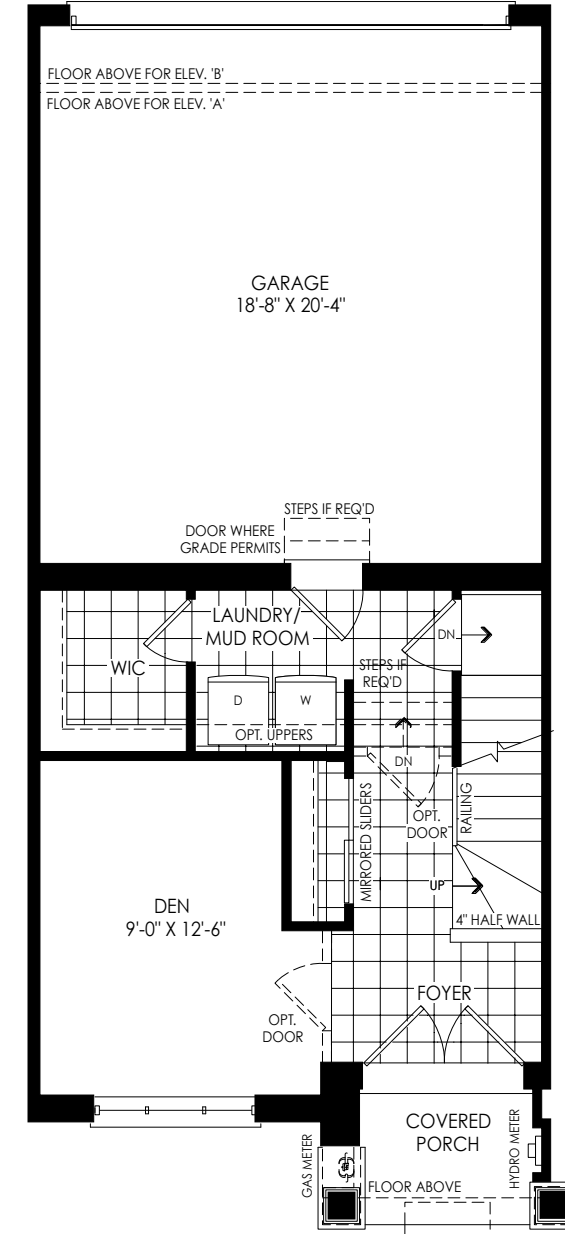 FLOOR ABOVE FOR ELEV. 'B'
FLOOR ABOVE FOR ELEV. 'A'
GARAGE
18'-8" X 20'-4"
STEPS IF REQ'D
DOOR WHERE
GRADE PERMITS
LAUNDRY/
MUD ROOM
DN
WIC
STEPS IF
REQ'D
D
W
OPT. UPPERS
DN
MIRRORED SLIDERS
OPT.
DOOR
RAILING
UP
DEN
9'-0" X 12'-6"
4" HALF WALL
FOYER
OPT.
DOOR
COVERED
PORCH
GAS METER
HYDRO METER
FLOOR ABOVE